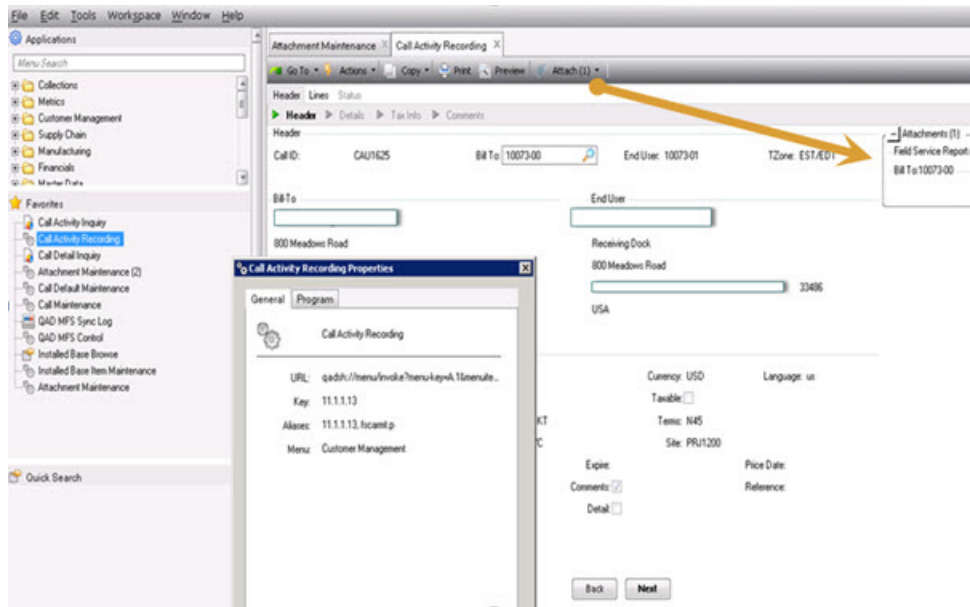 File Edit Tools Workspace Window Help
Applications
Menu Search
Collections
Metrics
Customer Management
Supply Chain
Manufacturing
Financials
Master Data
Favorites
Call Activity Inquiry
Call Activity Recording
Call Detail Inquiry
Attachment Maintenance (2)
Call Default Maintenance
Call Maintenance
QAD MFS Sync Log
QAD MFS Control
Installed Base Browse
Installed Base Item Maintenance
Attachment Maintenance
Quick Search
Attachment Maintenance X Call Activity Recording X
Go To Actions Copy Print Preview Attach (1)
Header Lines Status
Header Details Tax Info Comments
Header
Call ID: CAU1625 Bill To: 10073-00 End User: 10073-01 TZone: EST/EDT
Attachments (1)
Field Service Report
Bill To:10073-00
Bill-To End User
800 Meadows Road Receiving Dock
800 Meadows Road
33486
USA
Call Activity Recording Properties
General Program
Call Activity Recording
URL: qadsh://menu/invoke?menu-key=A.1&menuite...
Key: 11.1.1.13
Aliases: 11.1.1.13, fscamt.p
Menu: Customer Management
Currency: USD Language: us
Taxable:
KT Terms: N45
C Site: PRJ1200
Expire: Price Date:
Comments: Reference:
Detail:
Back Next